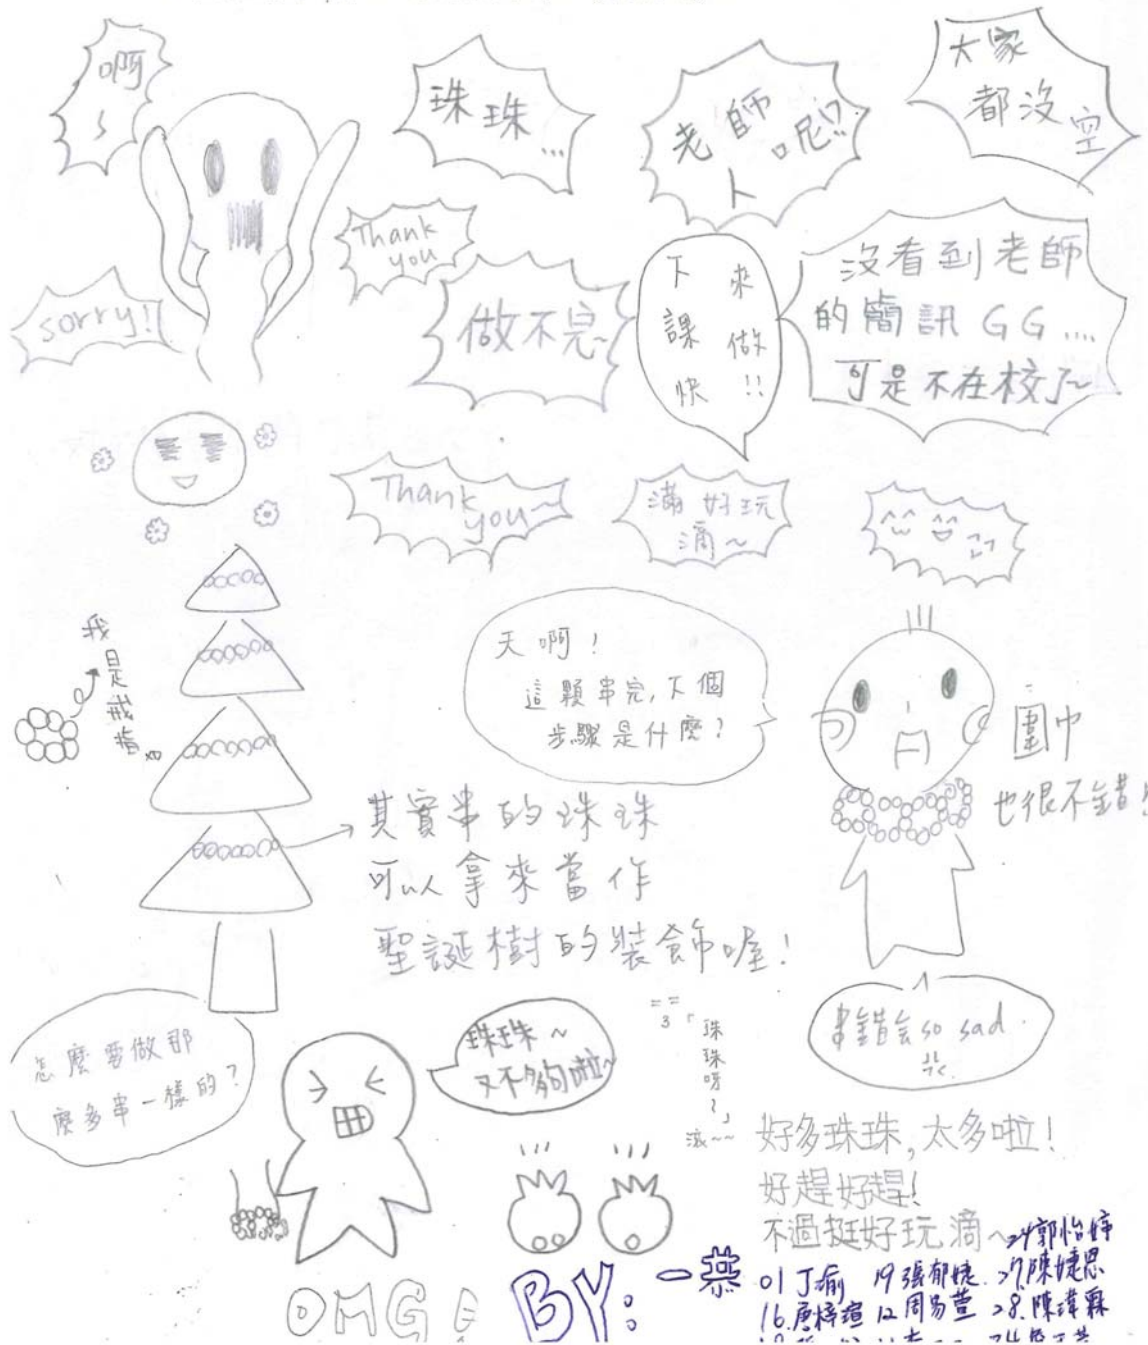 啊~
珠珠...
老師
人呢!?
大家
都沒空
Thank
you
sorry!
做不完~
下課快
來做!!
沒看到老師
的簡訊GG....
可是不在校了~
Thank
you~
滿好玩
滴~
我是戒指
天啊!
這顆串完,下個
步驟是什麼?
圍巾
也很不錯!
其實串的珠珠
可以拿來當作
聖誕樹的裝飾喔!
怎麼要做那
麼多串一樣的?
珠珠~
又不夠啦~
「珠珠呀~」
滾~~
串錯會so sad.
好多珠珠,太多啦!
好趕好趕!
不過挺好玩滴~
OMG
BY:
一恭
24郭怡婷
01丁瑜 19張郁婕 27陳婕恩
16.唐梓瑄 12周易萱 28.陳瑋霖